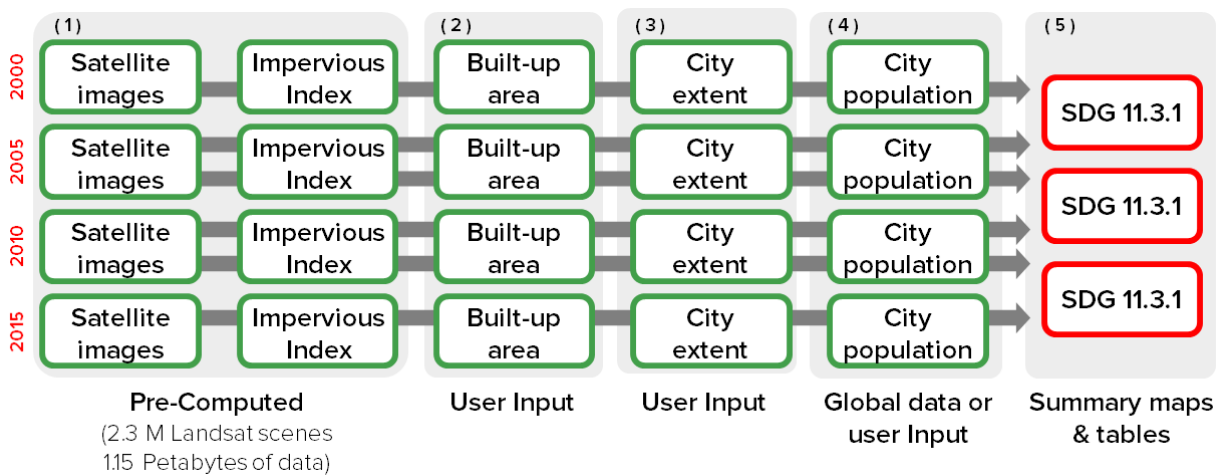 (1)
(2)
(3)
(4)
(5)
2000
Satellite
images
Impervious
Index
Built-up
area
City
extent
City
population
SDG 11.3.1
2005
Satellite
images
Impervious
Index
Built-up
area
City
extent
City
population
SDG 11.3.1
2010
Satellite
images
Impervious
Index
Built-up
area
City
extent
City
population
SDG 11.3.1
2015
Satellite
images
Impervious
Index
Built-up
area
City
extent
City
population
Pre-Computed
(2.3 M Landsat scenes
1.15 Petabytes of data)
User Input
User Input
Global data or
user Input
Summary maps
& tables